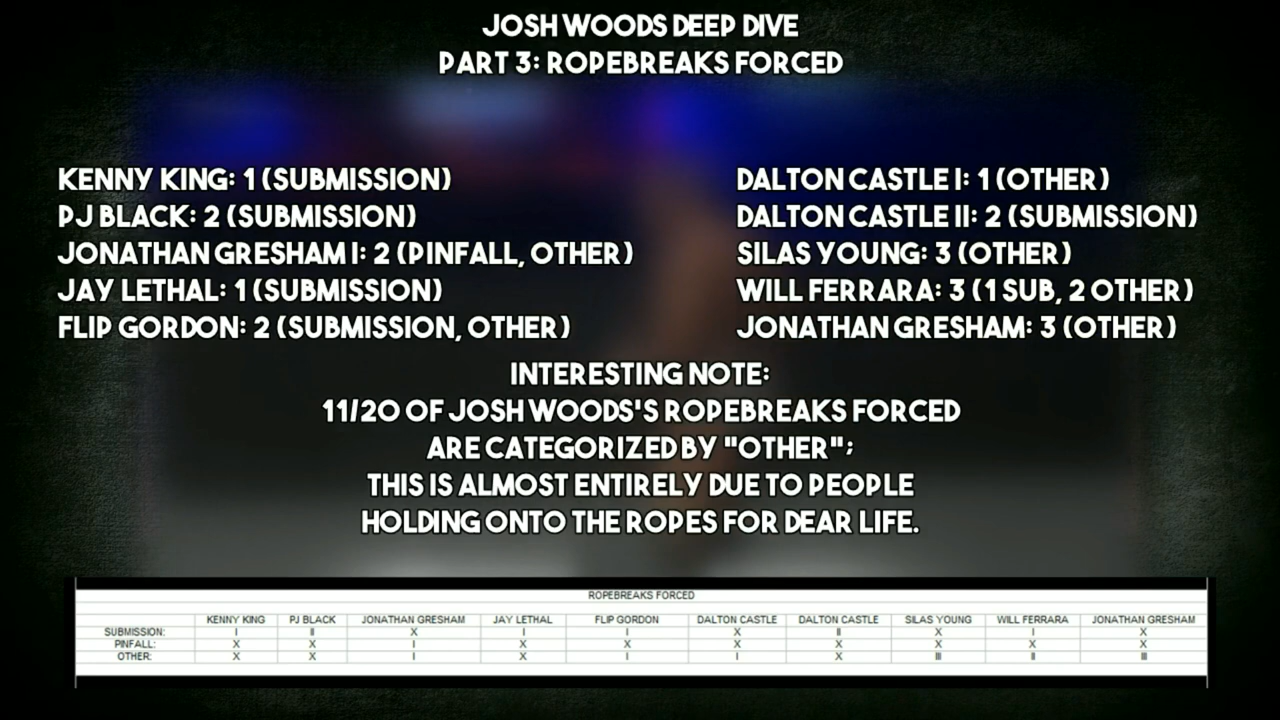 JOSH WOODS DEEP DIVE
PART 3: ROPEBREAKS FORCED
KENNY KING: 1 (SUBMISSION)
PJ BLACK: 2 (SUBMISSION)
JONATHAN GRESHAM I: 2 (PINFALL, OTHER)
JAY LETHAL: 1 (SUBMISSION)
FLIP GORDON: 2 (SUBMISSION, OTHER)
DALTON CASTLE I: 1 (OTHER)
DALTON CASTLE II: 2 (SUBMISSION)
SILAS YOUNG: 3 (OTHER)
WILL FERRARA: 3 (1 SUB, 2 OTHER)
JONATHAN GRESHAM: 3 (OTHER)
INTERESTING NOTE:
11/20 OF JOSH WOODS'S ROPEBREAKS FORCED
ARE CATEGORIZED BY "OTHER";
THIS IS ALMOST ENTIRELY DUE TO PEOPLE
HOLDING ONTO THE ROPES FOR DEAR LIFE.
ROPEBREAKS FORCED
KENNY KING PJ BLACK JONATHAN GRESHAM JAY LETHAL FLIP GORDON DALTON CASTLE DALTON CASTLE SILAS YOUNG WILL FERRARA JONATHAN GRESHAM
SUBMISSION: I II X I I X II X I X
PINFALL: X X I X X X X X X X
OTHER: X X I X I I X III II III